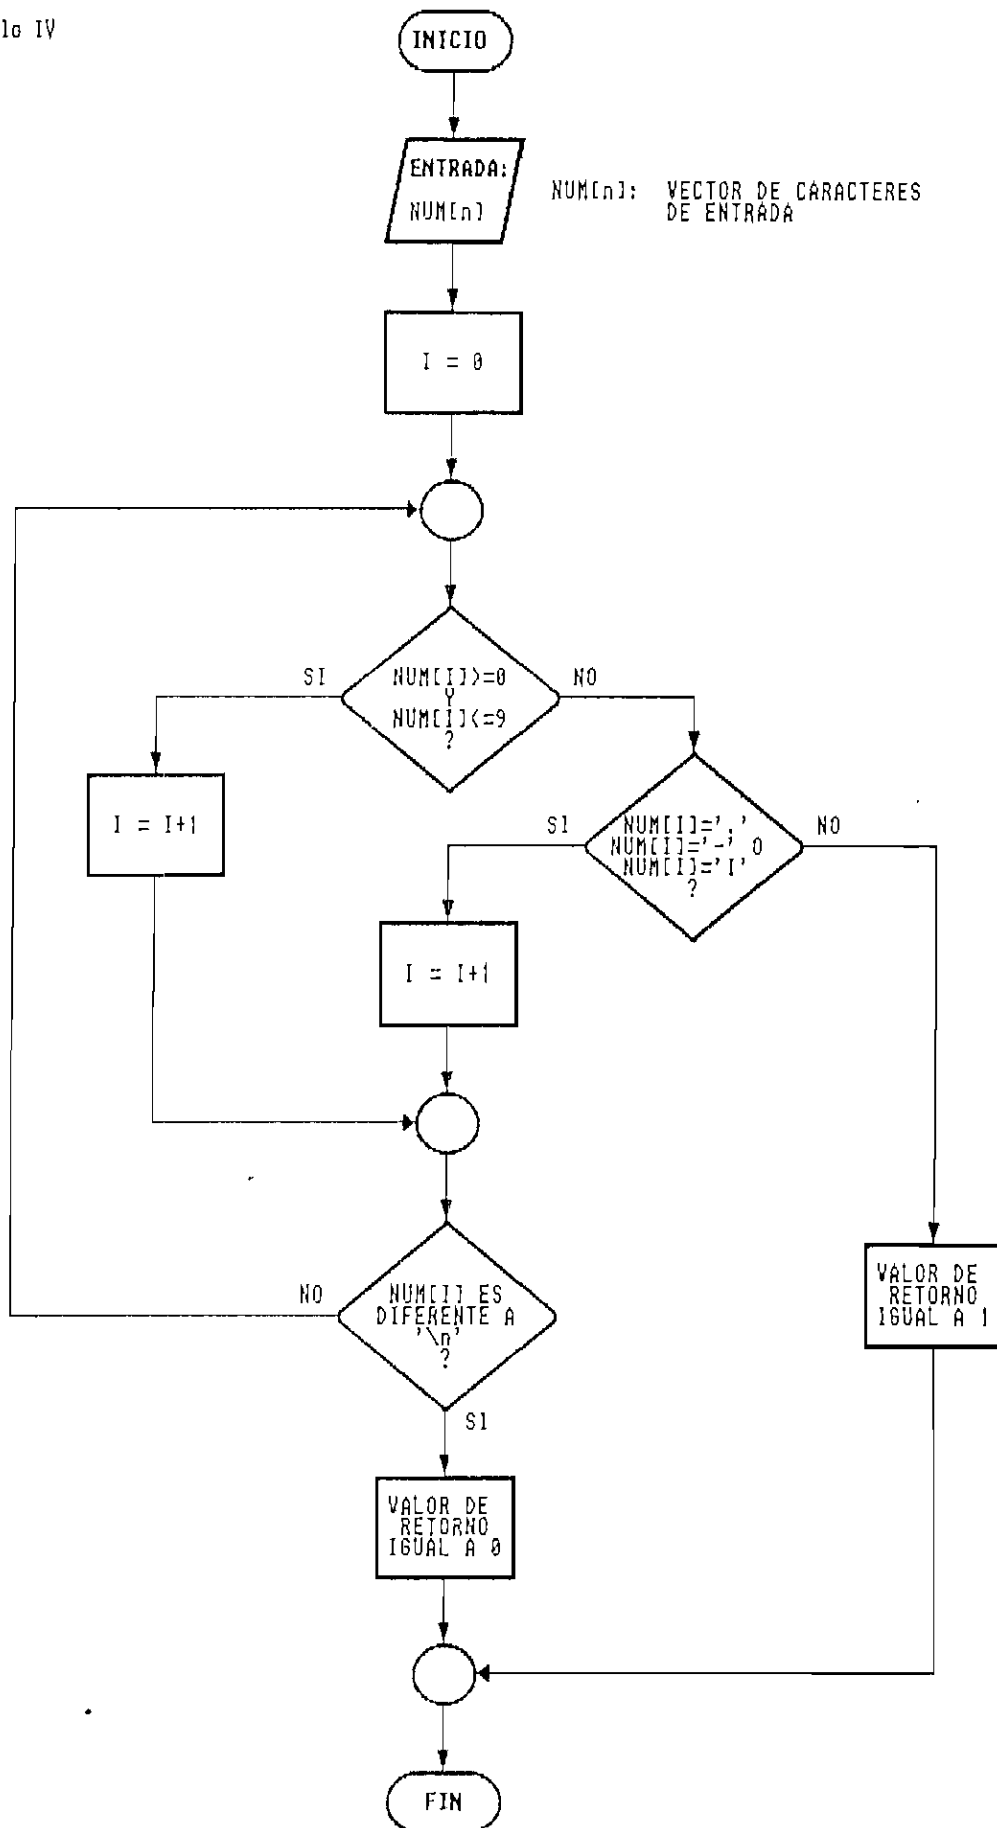 lo IV
INICIO
ENTRADA:
NUM[n]
NUM[n]: VECTOR DE CARACTERES
DE ENTRADA
I = 0
SI
NUM[I]>=0
Y
NUM[I]<=9
?
NO
I = I+1
SI
NUM[I]='.'
NUM[I]='-' O
NUM[I]='I'
?
NO
I = I+1
NO
NUM[I] ES
DIFERENTE A
'\n'
?
SI
VALOR DE
RETORNO
IGUAL A 1
VALOR DE
RETORNO
IGUAL A 0
FIN